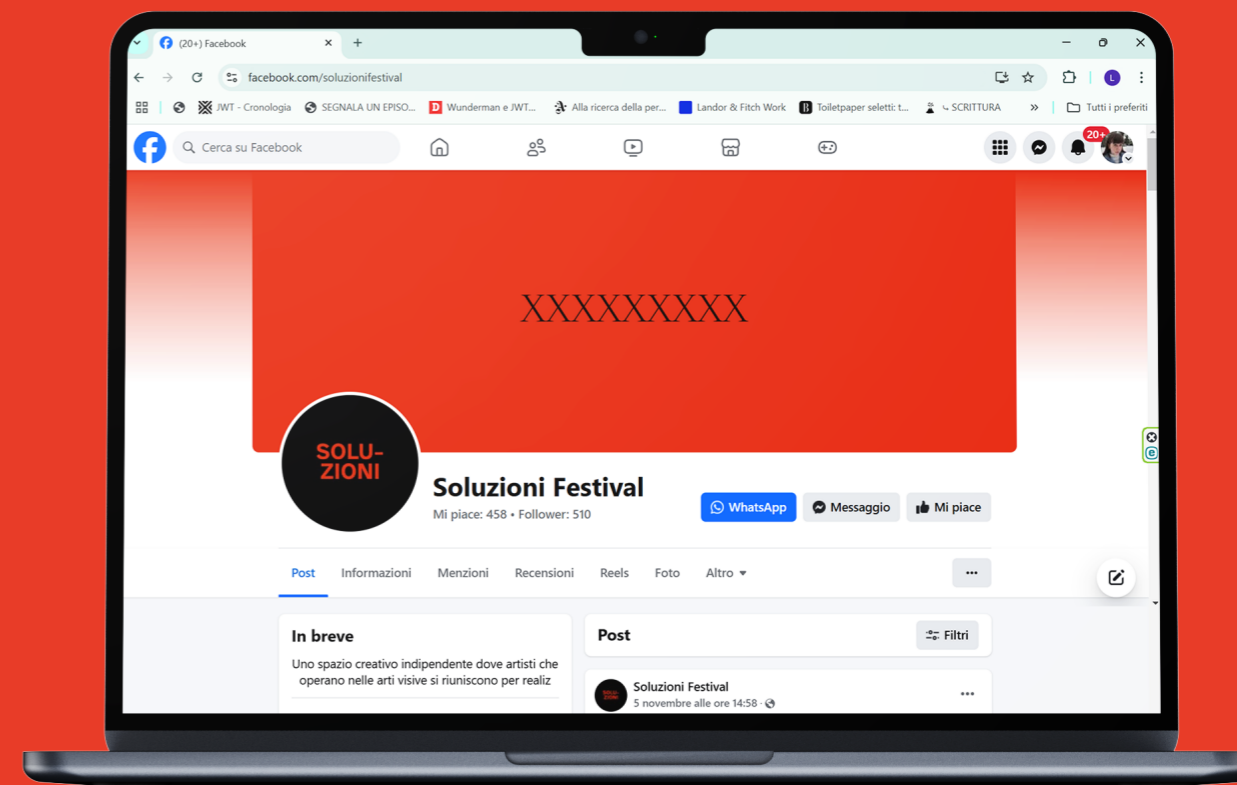 (20+) Facebook
facebook.com/soluzionifestival
L
JWT - Cronologia
SEGNALA UN EPISO...
D Wunderman e JWT...
Alla ricerca della per...
Landor & Fitch Work
B Toiletpaper seletti: t...
SCRITTURA
Tutti i preferiti
Cerca su Facebook
20+
XXXXXXXXX
SOLU-
ZIONI
Soluzioni Festival
Mi piace: 458 • Follower: 510
WhatsApp
Messaggio
Mi piace
Post Informazioni Menzioni Recensioni Reels Foto Altro
In breve
Uno spazio creativo indipendente dove artisti che
operano nelle arti visive si riuniscono per realiz
Post
Filtri
SOLU-
ZIONI
Soluzioni Festival
5 novembre alle ore 14:58 ·